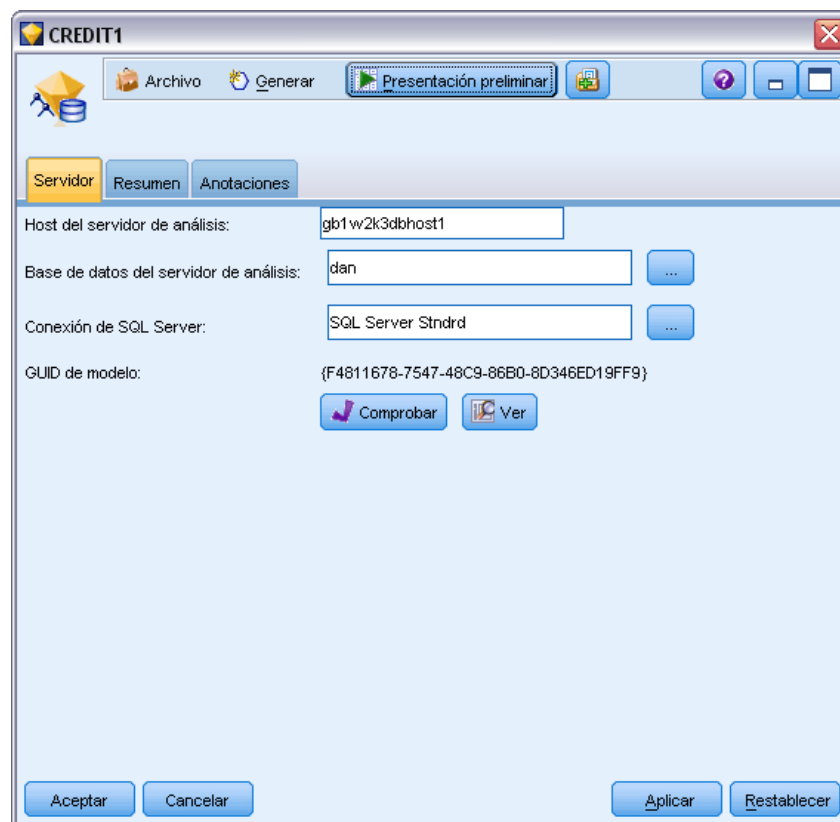 CREDIT1
Archivo Generar Presentación preliminar
Servidor Resumen Anotaciones
Host del servidor de análisis: gb1w2k3dbhost1
Base de datos del servidor de análisis: dan ...
Conexión de SQL Server: SQL Server Stndrd ...
GUID de modelo: {F4811678-7547-48C9-86B0-8D346ED19FF9}
Comprobar Ver
Aceptar Cancelar Aplicar Restablecer